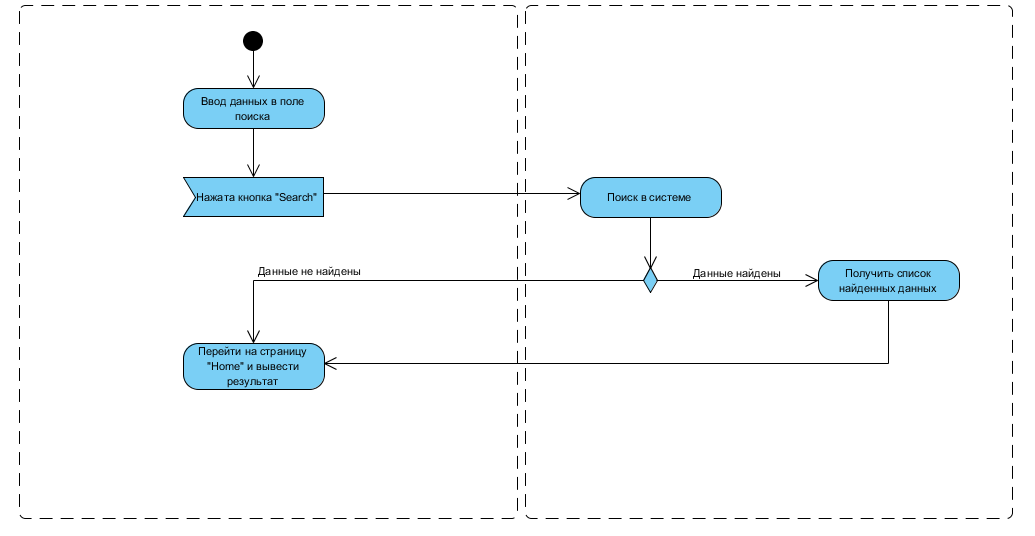 Ввод данных в поле
поиска
Нажата кнопка "Search"
Поиск в системе
Данные не найдены
Данные найдены
Получить список
найденных данных
Перейти на страницу
"Home" и вывести
результат